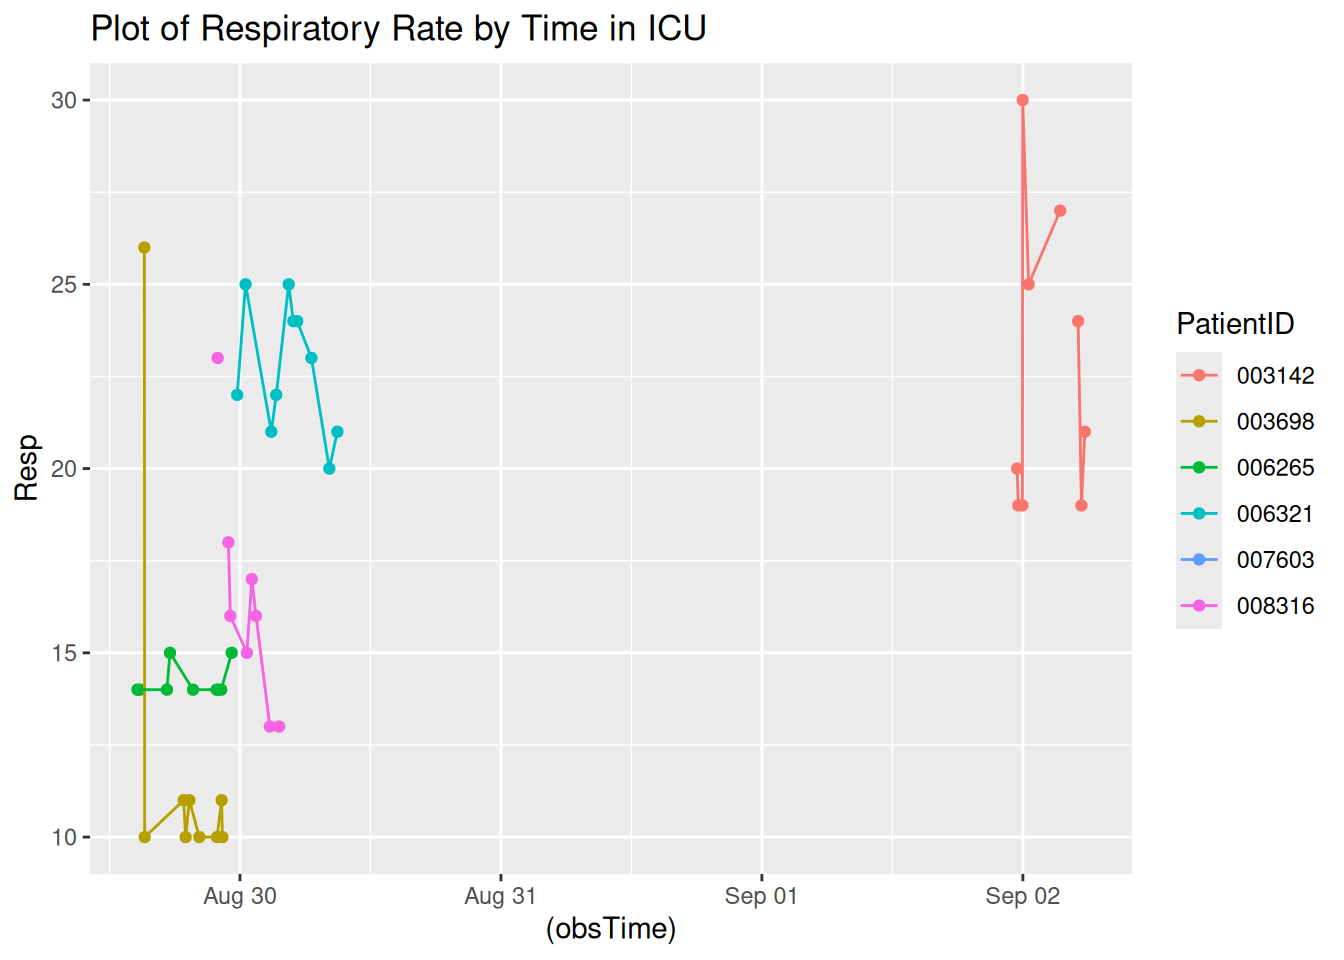 Plot of Respiratory Rate by Time in ICU
30
25
20
15
10
Resp
Aug 30
Aug 31
Sep 01
Sep 02
(obsTime)
PatientID
003142
003698
006265
006321
007603
008316